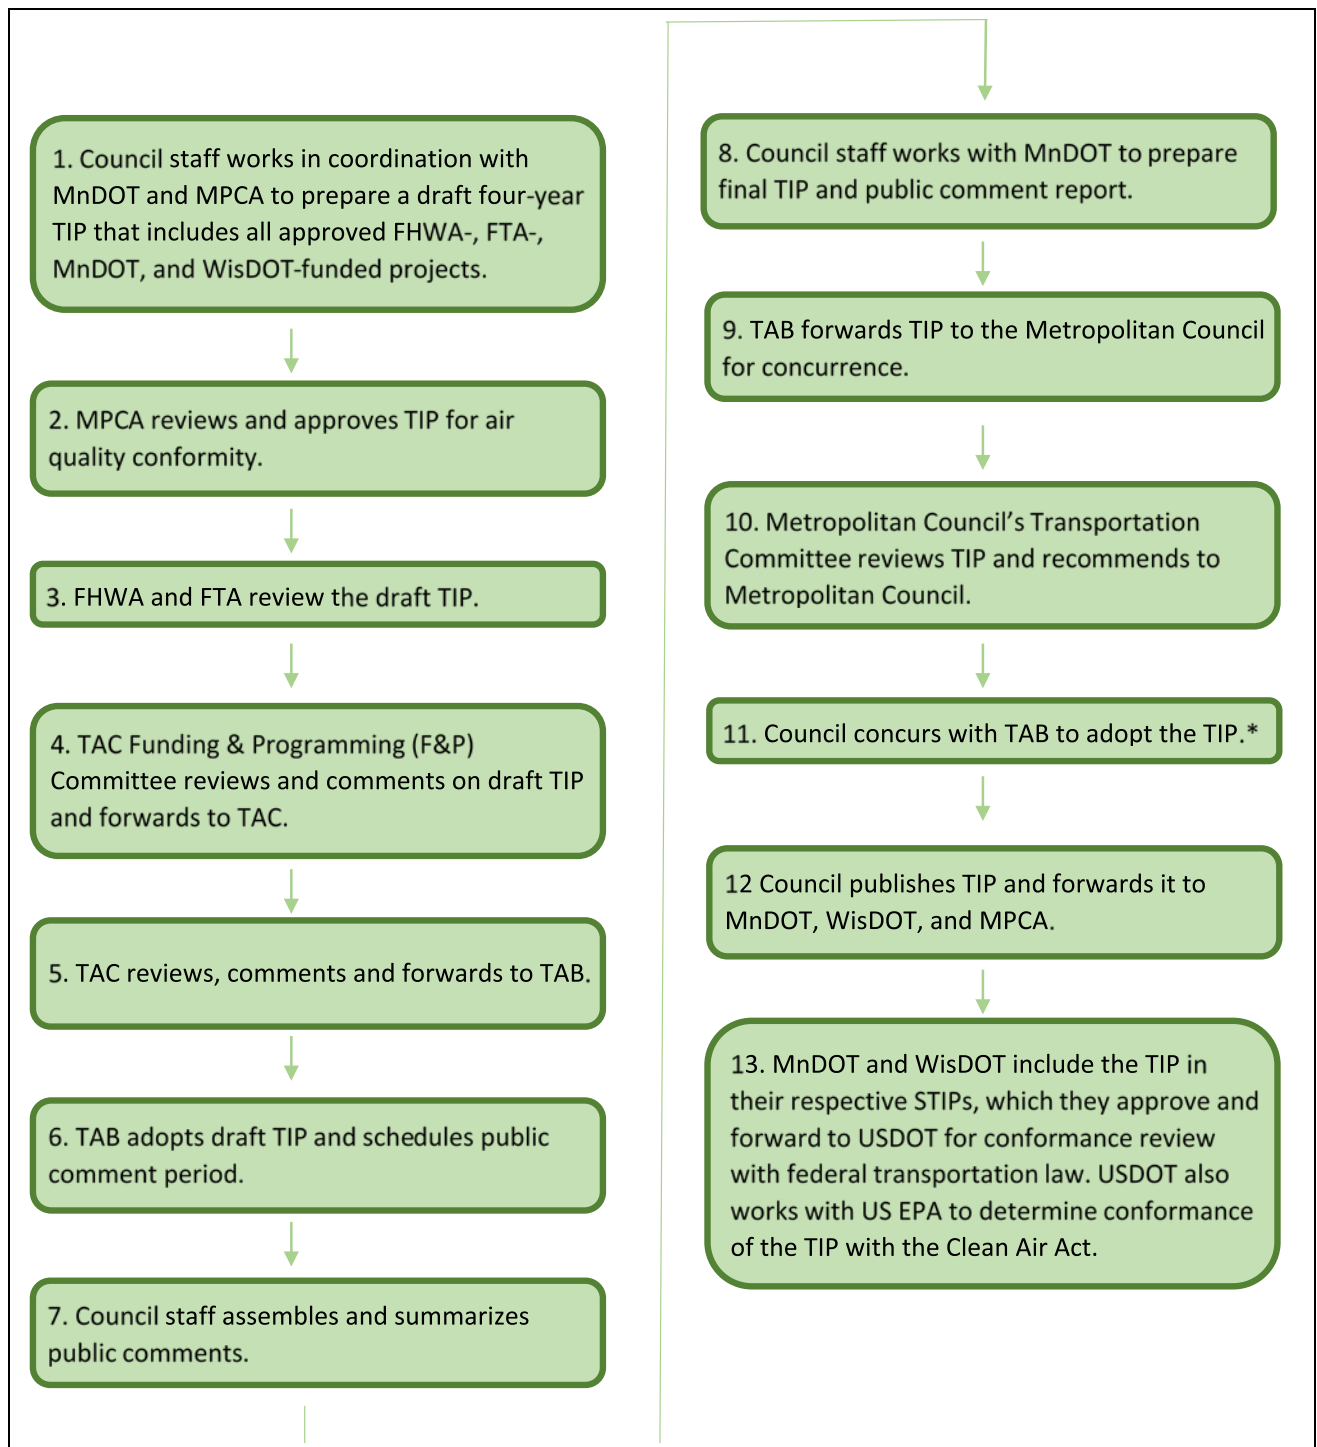 1. Council staff works in coordination with
MnDOT and MPCA to prepare a draft four-year
TIP that includes all approved FHWA-, FTA-,
MnDOT, and WisDOT-funded projects.
2. MPCA reviews and approves TIP for air
quality conformity.
3. FHWA and FTA review the draft TIP.
4. TAC Funding & Programming (F&P)
Committee reviews and comments on draft TIP
and forwards to TAC.
5. TAC reviews, comments and forwards to TAB.
6. TAB adopts draft TIP and schedules public
comment period.
7. Council staff assembles and summarizes
public comments.
8. Council staff works with MnDOT to prepare
final TIP and public comment report.
9. TAB forwards TIP to the Metropolitan Council
for concurrence.
10. Metropolitan Council’s Transportation
Committee reviews TIP and recommends to
Metropolitan Council.
11. Council concurs with TAB to adopt the TIP.*
12 Council publishes TIP and forwards it to
MnDOT, WisDOT, and MPCA.
13. MnDOT and WisDOT include the TIP in
their respective STIPs, which they approve and
forward to USDOT for conformance review
with federal transportation law. USDOT also
works with US EPA to determine conformance
of the TIP with the Clean Air Act.